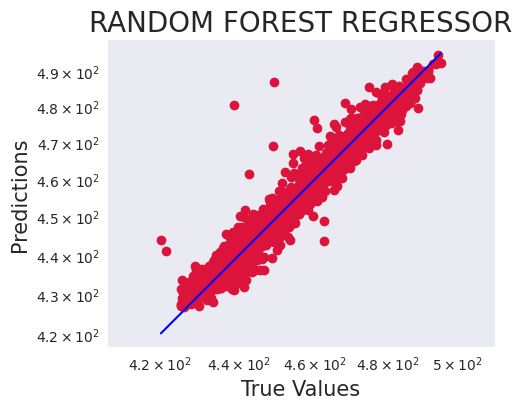 RANDOM FOREST REGRESSOR
Predictions
4.9 × 10²
4.8 × 10²
4.7 × 10²
4.6 × 10²
4.5 × 10²
4.4 × 10²
4.3 × 10²
4.2 × 10²
4.2 × 10² 4.4 × 10² 4.6 × 10² 4.8 × 10² 5 × 10²
True Values